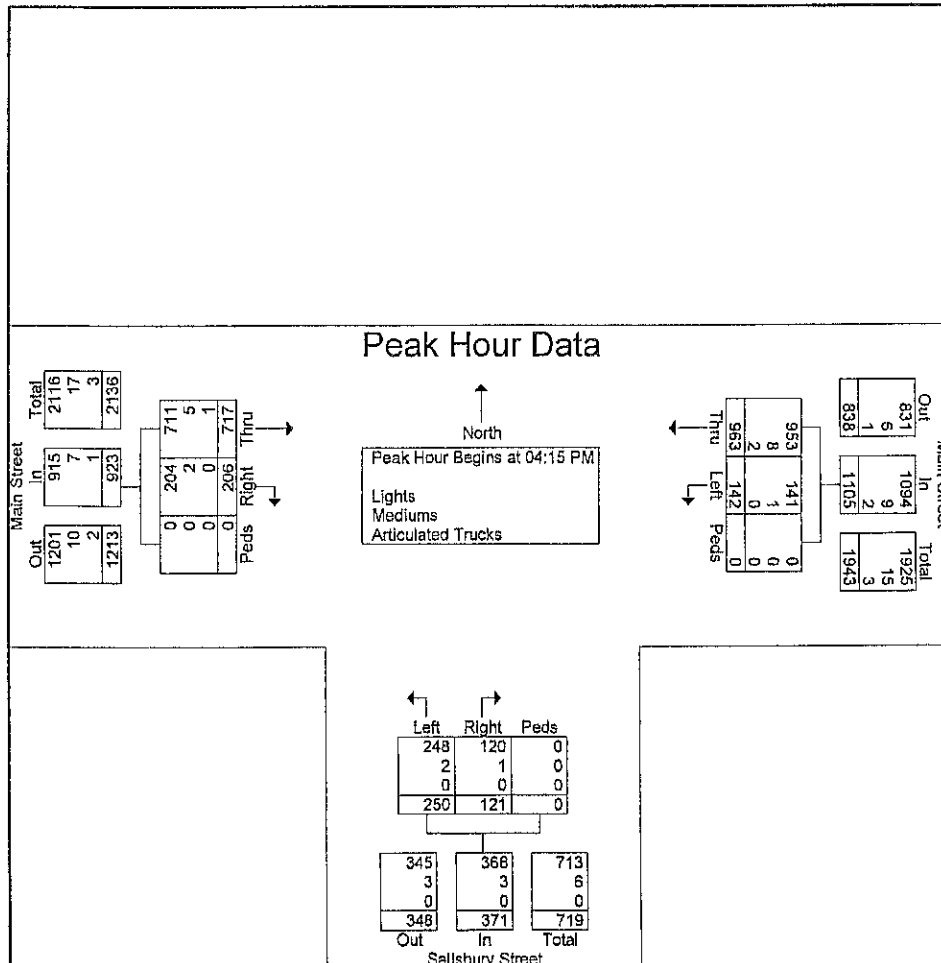 Peak Hour Data
North
Peak Hour Begins at 04:15 PM
Lights
Mediums
Articulated Trucks
Main Street
Out In Total
1201 915 2116
10 7 17
2 1 3
1213 923 2136
Thru Right Peds
711 204 0
5 2 0
1 0 0
717 206 0
Out In Total
831 1094 1925
6 9 15
1 2 3
838 1105 1943
Thru Left Peds
953 141 0
8 1 0
2 0 0
963 142 0
Left Right Peds
248 120 0
2 1 0
0 0 0
250 121 0
345 368 713
3 3 6
0 0 0
348 371 719
Out In Total
Salisbury Street